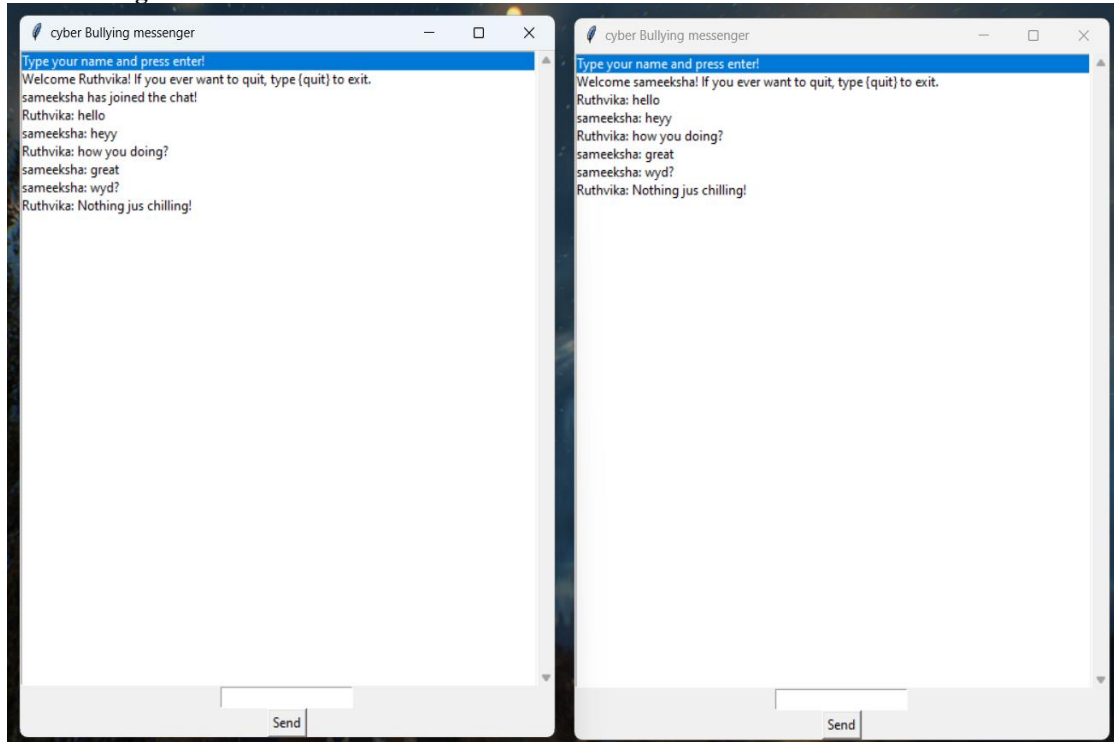 cyber Bullying messenger
Type your name and press enter!
Welcome Ruthvika! If you ever want to quit, type {quit} to exit.
sameeksha has joined the chat!
Ruthvika: hello
sameeksha: heyy
Ruthvika: how you doing?
sameeksha: great
sameeksha: wyd?
Ruthvika: Nothing jus chilling!
Send
cyber Bullying messenger
Type your name and press enter!
Welcome sameeksha! If you ever want to quit, type {quit} to exit.
Ruthvika: hello
sameeksha: heyy
Ruthvika: how you doing?
sameeksha: great
sameeksha: wyd?
Ruthvika: Nothing jus chilling!
Send